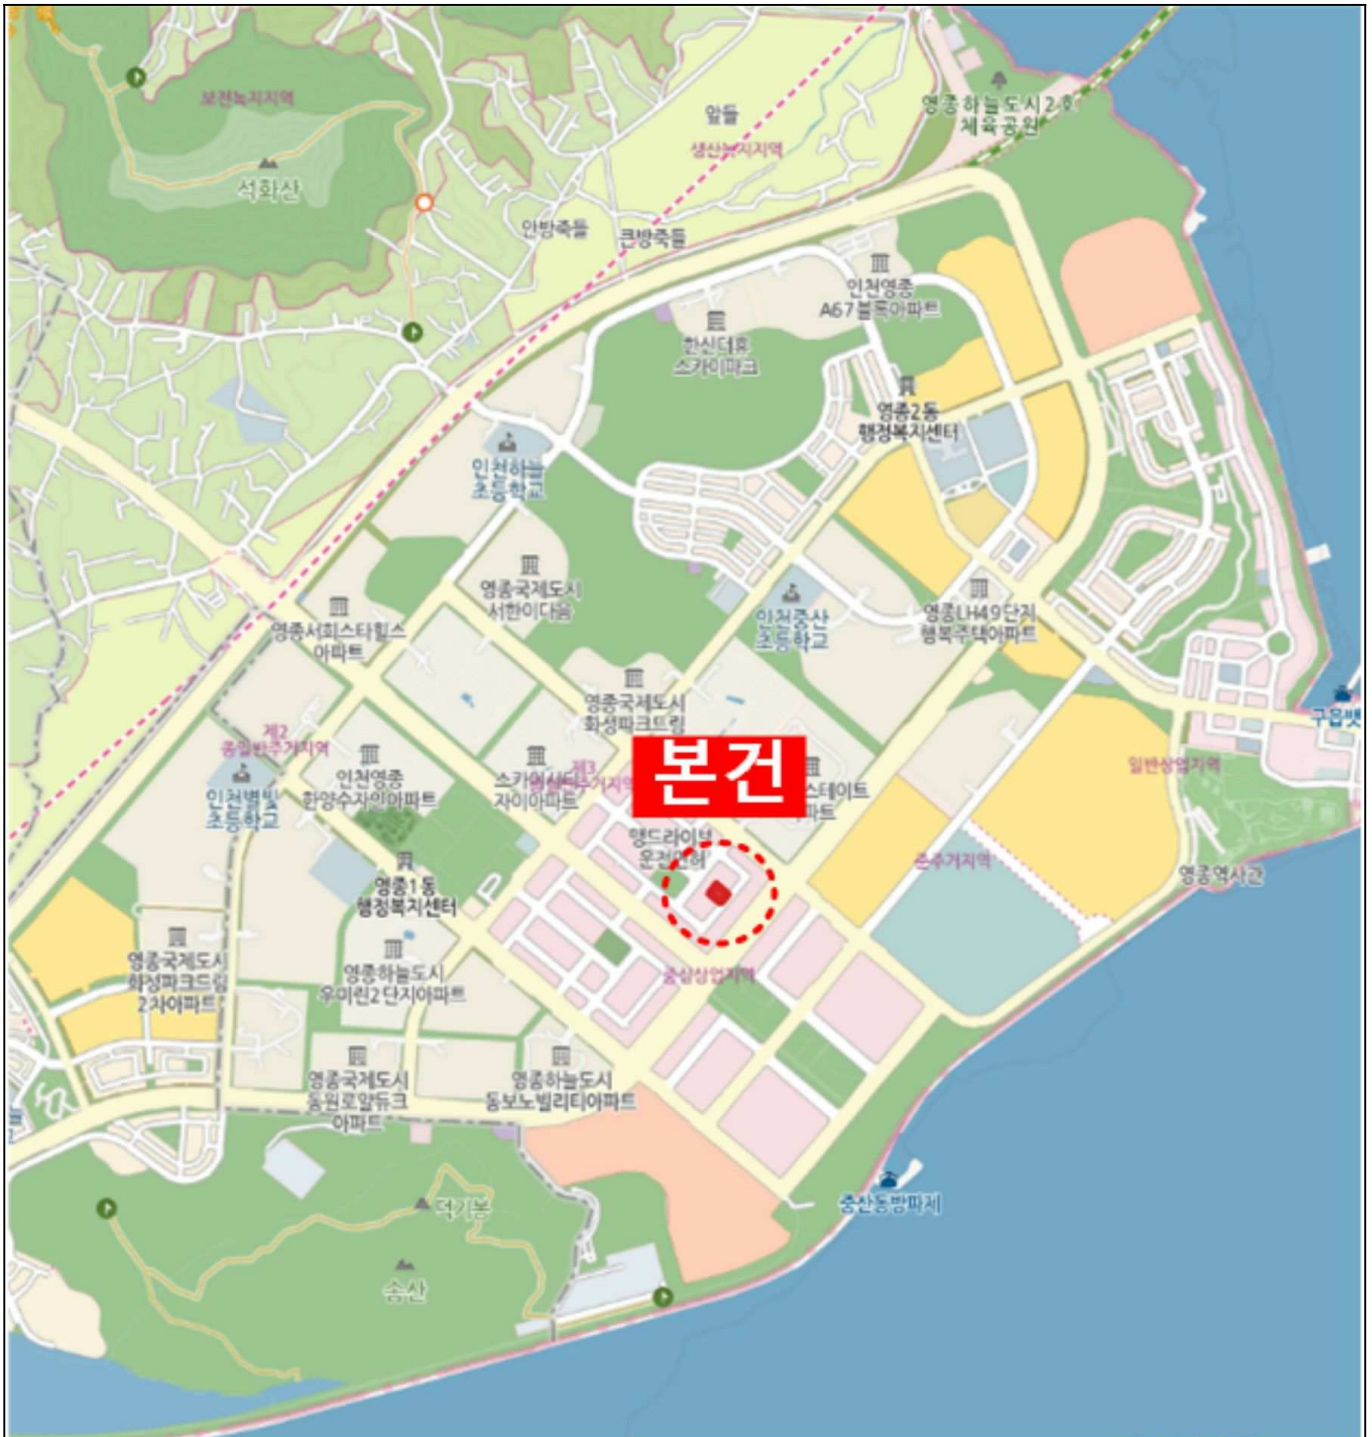 보전녹지지역
석화산
앞들
생산녹지지역
영종하늘도시2호
체육공원
안방죽들
큰방죽들
인천영종
A67블록아파트
한신더휴
스카이파크
영종2동
행정복지센터
인천하늘
초등학교
영종국제도시
서한이다음
영종서희스타힐스
아파트
인천중산
초등학교
영종LH49단지
행복주택아파트
영종국제도시
화성파크드림
구읍뱃
제2
종일반주거지역
인천별빛
초등학교
인천영종
한양수자인아파트
스카이시티
자이아파트
제3
본건
스테이트
파트
일반상업지역
맹드라이브
운전면허
준주거지역
영종역사관
영종1동
행정복지센터
영종국제도시
화성파크드림
2차아파트
영종하늘도시
우미린2단지아파트
중심상업지역
영종국제도시
동원로얄듀크
아파트
영종하늘도시
동보노빌리티아파트
덕기봉
송산
중산동방파제